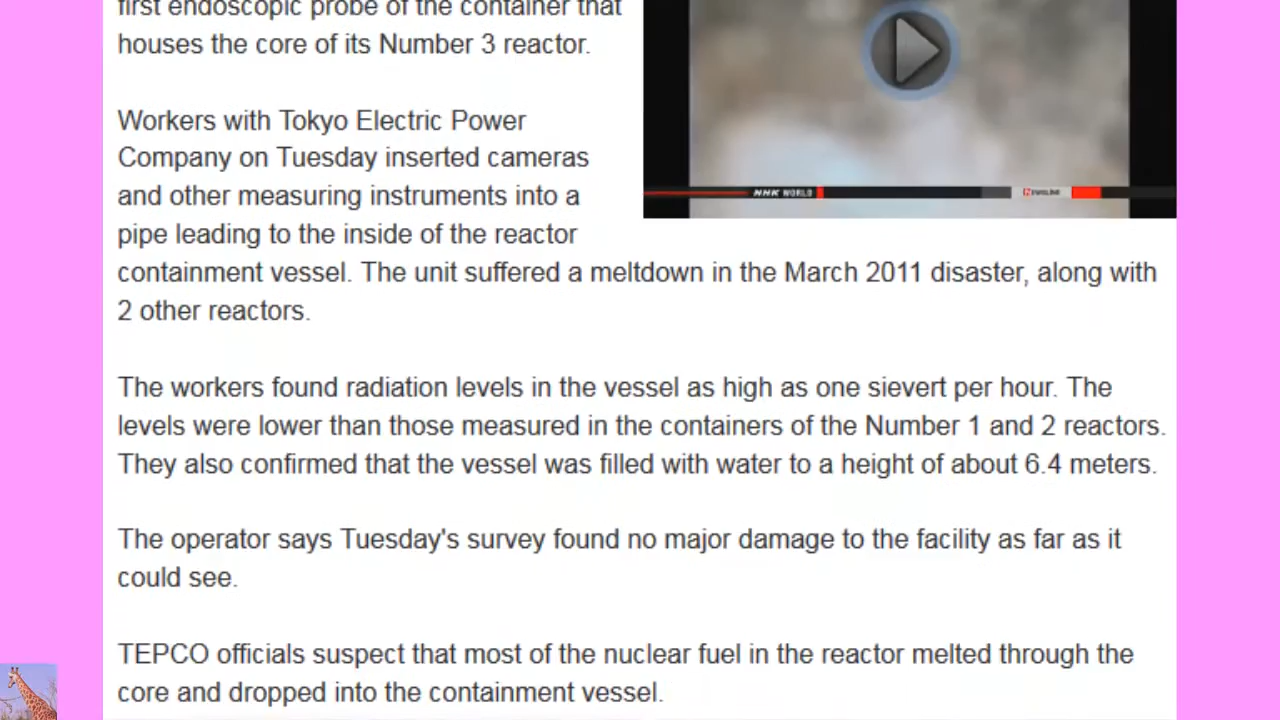 first endoscopic probe of the container that
houses the core of its Number 3 reactor.
Workers with Tokyo Electric Power
Company on Tuesday inserted cameras
and other measuring instruments into a
pipe leading to the inside of the reactor
containment vessel. The unit suffered a meltdown in the March 2011 disaster, along with
2 other reactors.
NHK WORLD
NEWSLINE
The workers found radiation levels in the vessel as high as one sievert per hour. The
levels were lower than those measured in the containers of the Number 1 and 2 reactors.
They also confirmed that the vessel was filled with water to a height of about 6.4 meters.
The operator says Tuesday's survey found no major damage to the facility as far as it
could see.
TEPCO officials suspect that most of the nuclear fuel in the reactor melted through the
core and dropped into the containment vessel.